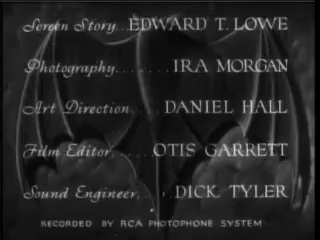 Screen Story...EDWARD T. LOWE
Photography.......IRA MORGAN
Art Direction....DANIEL HALL
Film Editor......OTIS GARRETT
Sound Engineer.....DICK TYLER
RECORDED BY RCA PHOTOPHONE SYSTEM